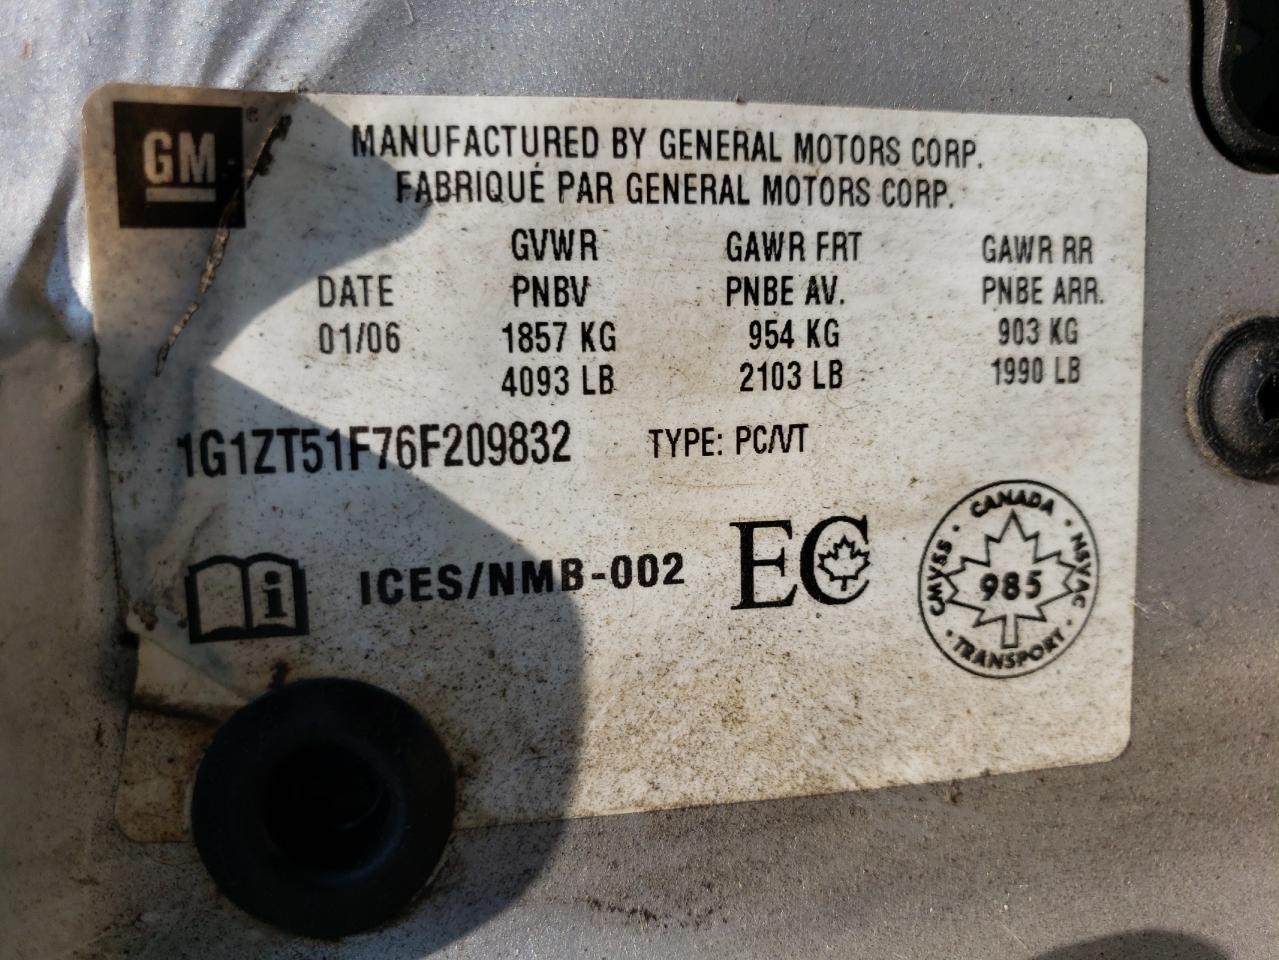 GM
MANUFACTURED BY GENERAL MOTORS CORP.
FABRIQUÉ PAR GENERAL MOTORS CORP.
GVWR GAWR FRT GAWR RR
DATE PNBV PNBE AV. PNBE ARR.
01/06 1857 KG 954 KG 903 KG
4093 LB 2103 LB 1990 LB
1G1ZT51F76F209832 TYPE: PC/VT
i ICES/NMB-002 EC
CANADA
CMVSS · 985 · NSVAC
TRANSPORT